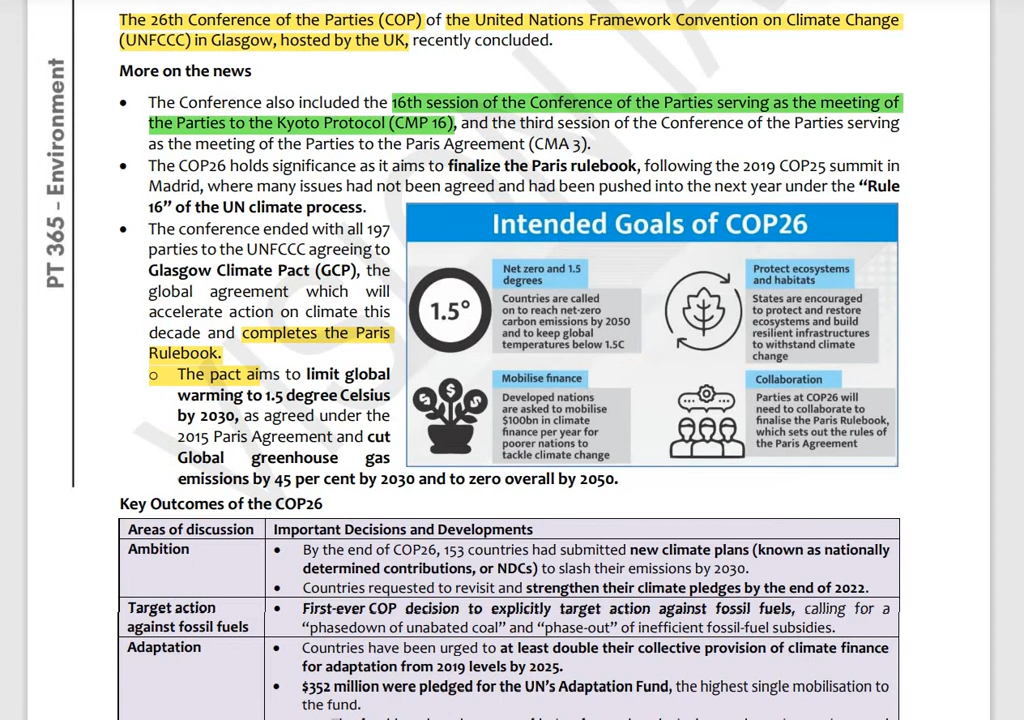 The 26th Conference of the Parties (COP) of the United Nations Framework Convention on Climate Change
(UNFCCC) in Glasgow, hosted by the UK, recently concluded.
More on the news
• The Conference also included the 16th session of the Conference of the Parties serving as the meeting of
the Parties to the Kyoto Protocol (CMP 16), and the third session of the Conference of the Parties serving
as the meeting of the Parties to the Paris Agreement (CMA 3).
• The COP26 holds significance as it aims to finalize the Paris rulebook, following the 2019 COP25 summit in
Madrid, where many issues had not been agreed and had been pushed into the next year under the “Rule
16” of the UN climate process.
• The conference ended with all 197
parties to the UNFCCC agreeing to
Glasgow Climate Pact (GCP), the
global agreement which will
accelerate action on climate this
decade and completes the Paris
Rulebook.
o The pact aims to limit global
warming to 1.5 degree Celsius
by 2030, as agreed under the
2015 Paris Agreement and cut
Global greenhouse gas
emissions by 45 per cent by 2030 and to zero overall by 2050.
Intended Goals of COP26
1.5°
Net zero and 1.5
degrees
Countries are called
on to reach net-zero
carbon emissions by 2050
and to keep global
temperatures below 1.5C
Protect ecosystems
and habitats
States are encouraged
to protect and restore
ecosystems and build
resilient infrastructures
to withstand climate
change
Mobilise finance
Developed nations
are asked to mobilise
$100bn in climate
finance per year for
poorer nations to
tackle climate change
Collaboration
Parties at COP26 will
need to collaborate to
finalise the Paris Rulebook,
which sets out the rules of
the Paris Agreement
Key Outcomes of the COP26
Areas of discussion Important Decisions and Developments
Ambition
• By the end of COP26, 153 countries had submitted new climate plans (known as nationally
determined contributions, or NDCs) to slash their emissions by 2030.
• Countries requested to revisit and strengthen their climate pledges by the end of 2022.
Target action
against fossil fuels
• First-ever COP decision to explicitly target action against fossil fuels, calling for a
“phasedown of unabated coal” and “phase-out” of inefficient fossil-fuel subsidies.
Adaptation
• Countries have been urged to at least double their collective provision of climate finance
for adaptation from 2019 levels by 2025.
• $352 million were pledged for the UN’s Adaptation Fund, the highest single mobilisation to
the fund.
PT 365 - Environment